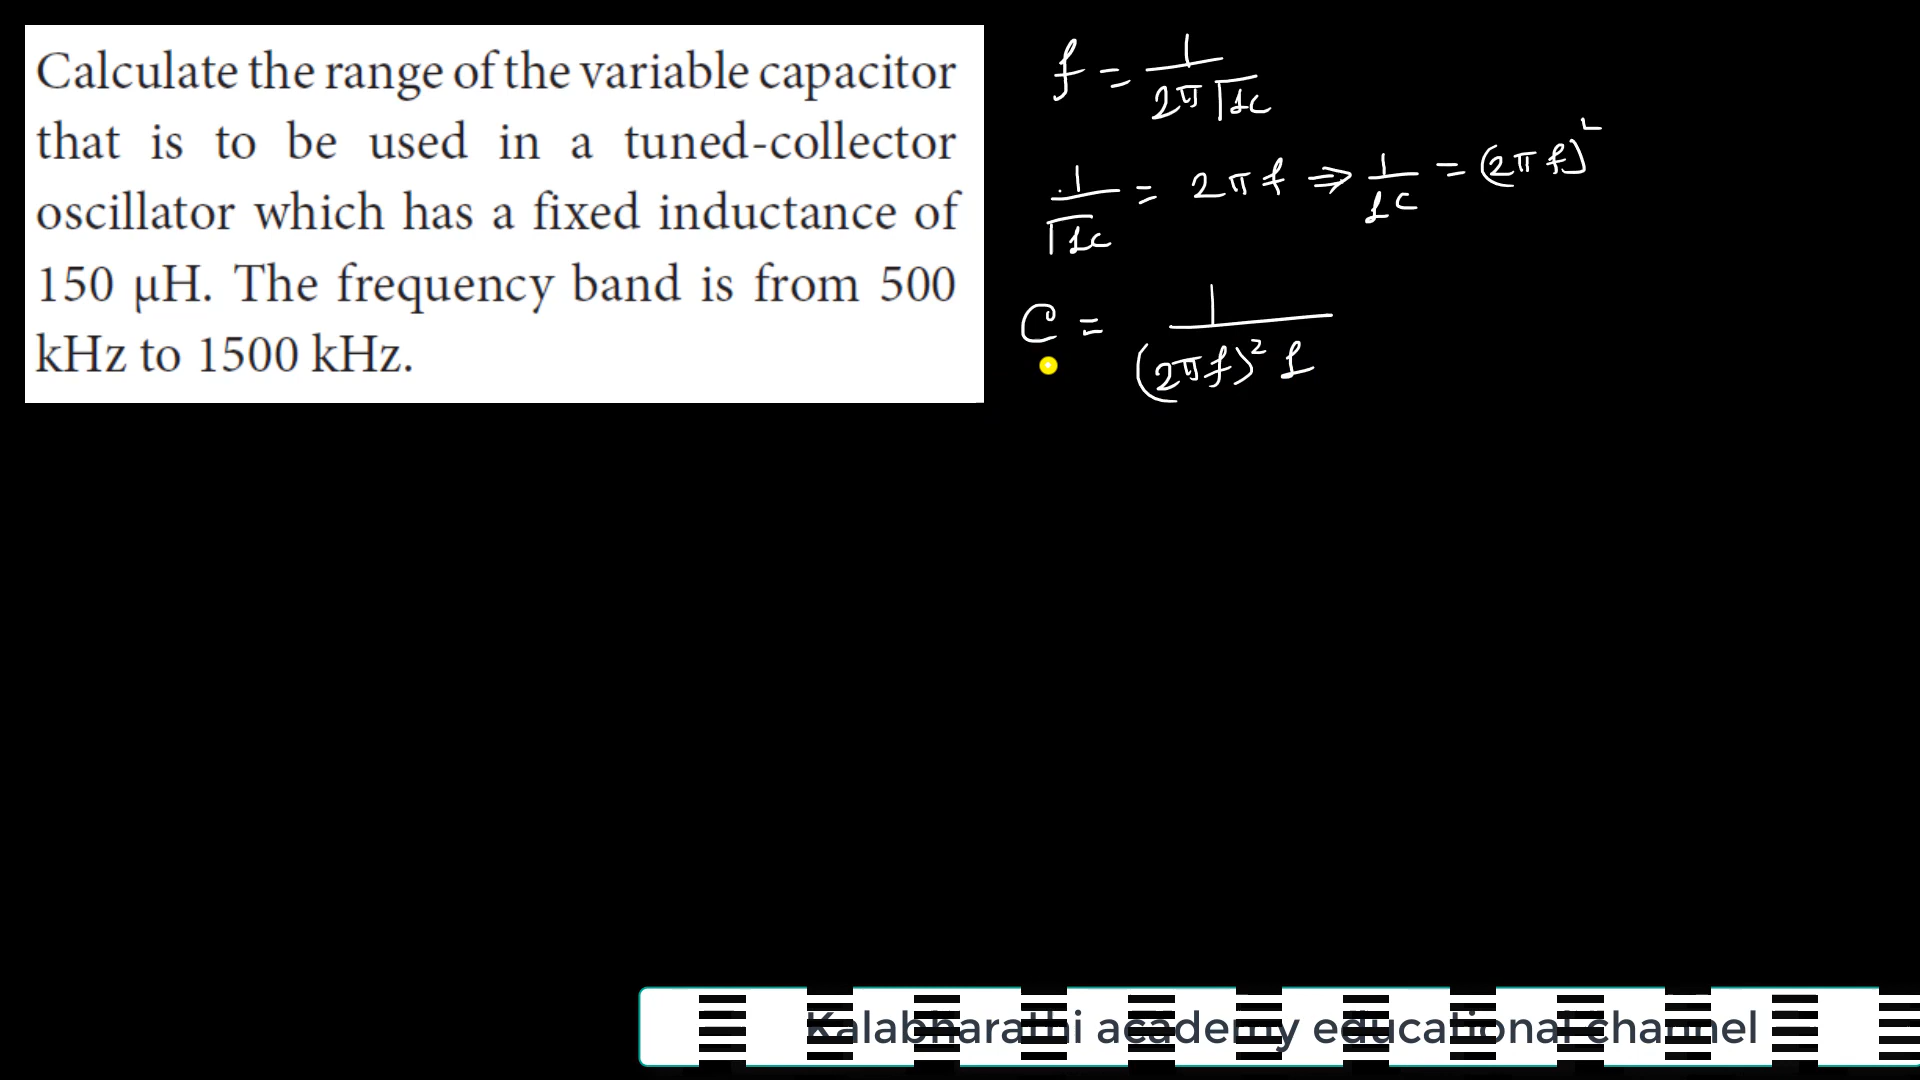 Calculate the range of the variable capacitor
that is to be used in a tuned-collector
oscillator which has a fixed inductance of
150 μH. The frequency band is from 500
kHz to 1500 kHz.
f = 1/(2π√LC)
1/√LC = 2πf ⇒ 1/LC = (2πf)²
C = 1/((2πf)² L)
Kalabharathi academy educational channel